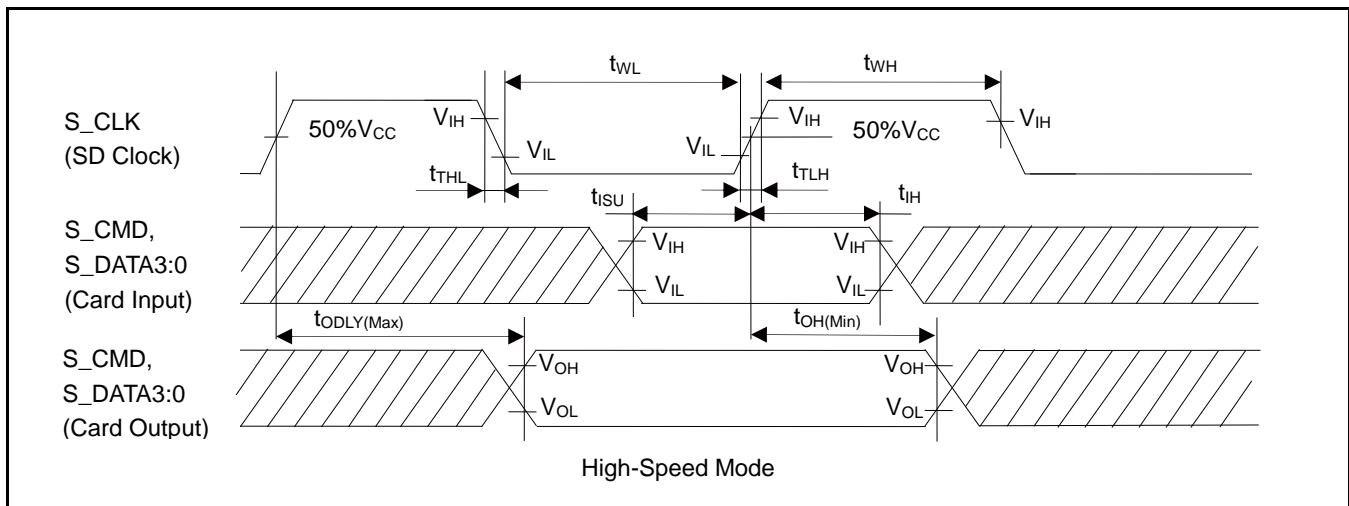 tWL
tWH
S_CLK
(SD Clock)
VIH
50%VCC
VIL
VIL
VIH
50%VCC
VIH
tTHL
tTLH
tISU
tIH
S_CMD,
S_DATA3:0
(Card Input)
VIH
VIL
VIH
VIL
tODLY(Max)
tOH(Min)
S_CMD,
S_DATA3:0
(Card Output)
VOH
VOL
VOH
VOL
High-Speed Mode